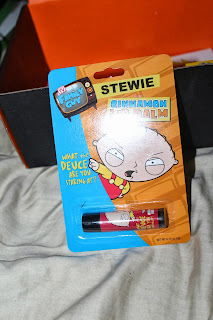 FAMILY
GUY
STEWIE
CINNAMON
LIP BALM
WHAT THE
DEUCE
ARE YOU
STARING AT?